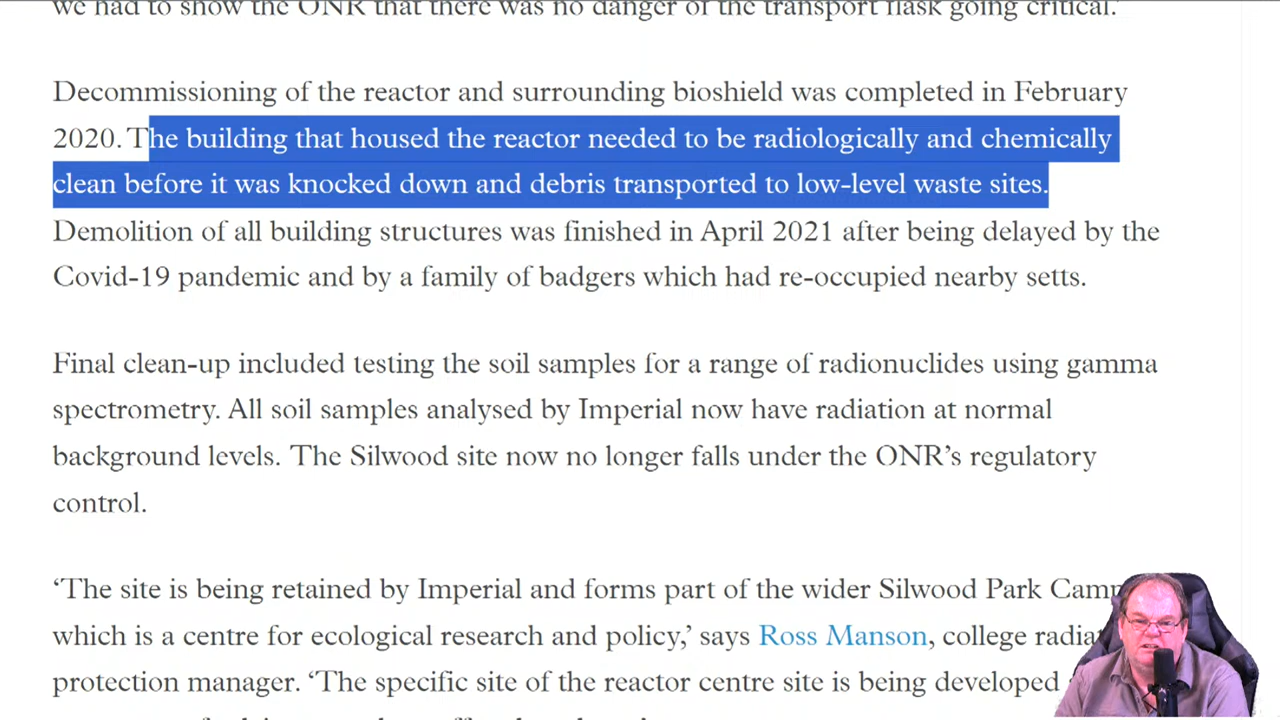 we had to show the ONR that there was no danger of the transport flask going critical.'
Decommissioning of the reactor and surrounding bioshield was completed in February
2020. The building that housed the reactor needed to be radiologically and chemically
clean before it was knocked down and debris transported to low-level waste sites.
Demolition of all building structures was finished in April 2021 after being delayed by the
Covid-19 pandemic and by a family of badgers which had re-occupied nearby setts.
Final clean-up included testing the soil samples for a range of radionuclides using gamma
spectrometry. All soil samples analysed by Imperial now have radiation at normal
background levels. The Silwood site now no longer falls under the ONR’s regulatory
control.
‘The site is being retained by Imperial and forms part of the wider Silwood Park Camp
which is a centre for ecological research and policy,’ says Ross Manson, college radia
protection manager. ‘The specific site of the reactor centre site is being developed